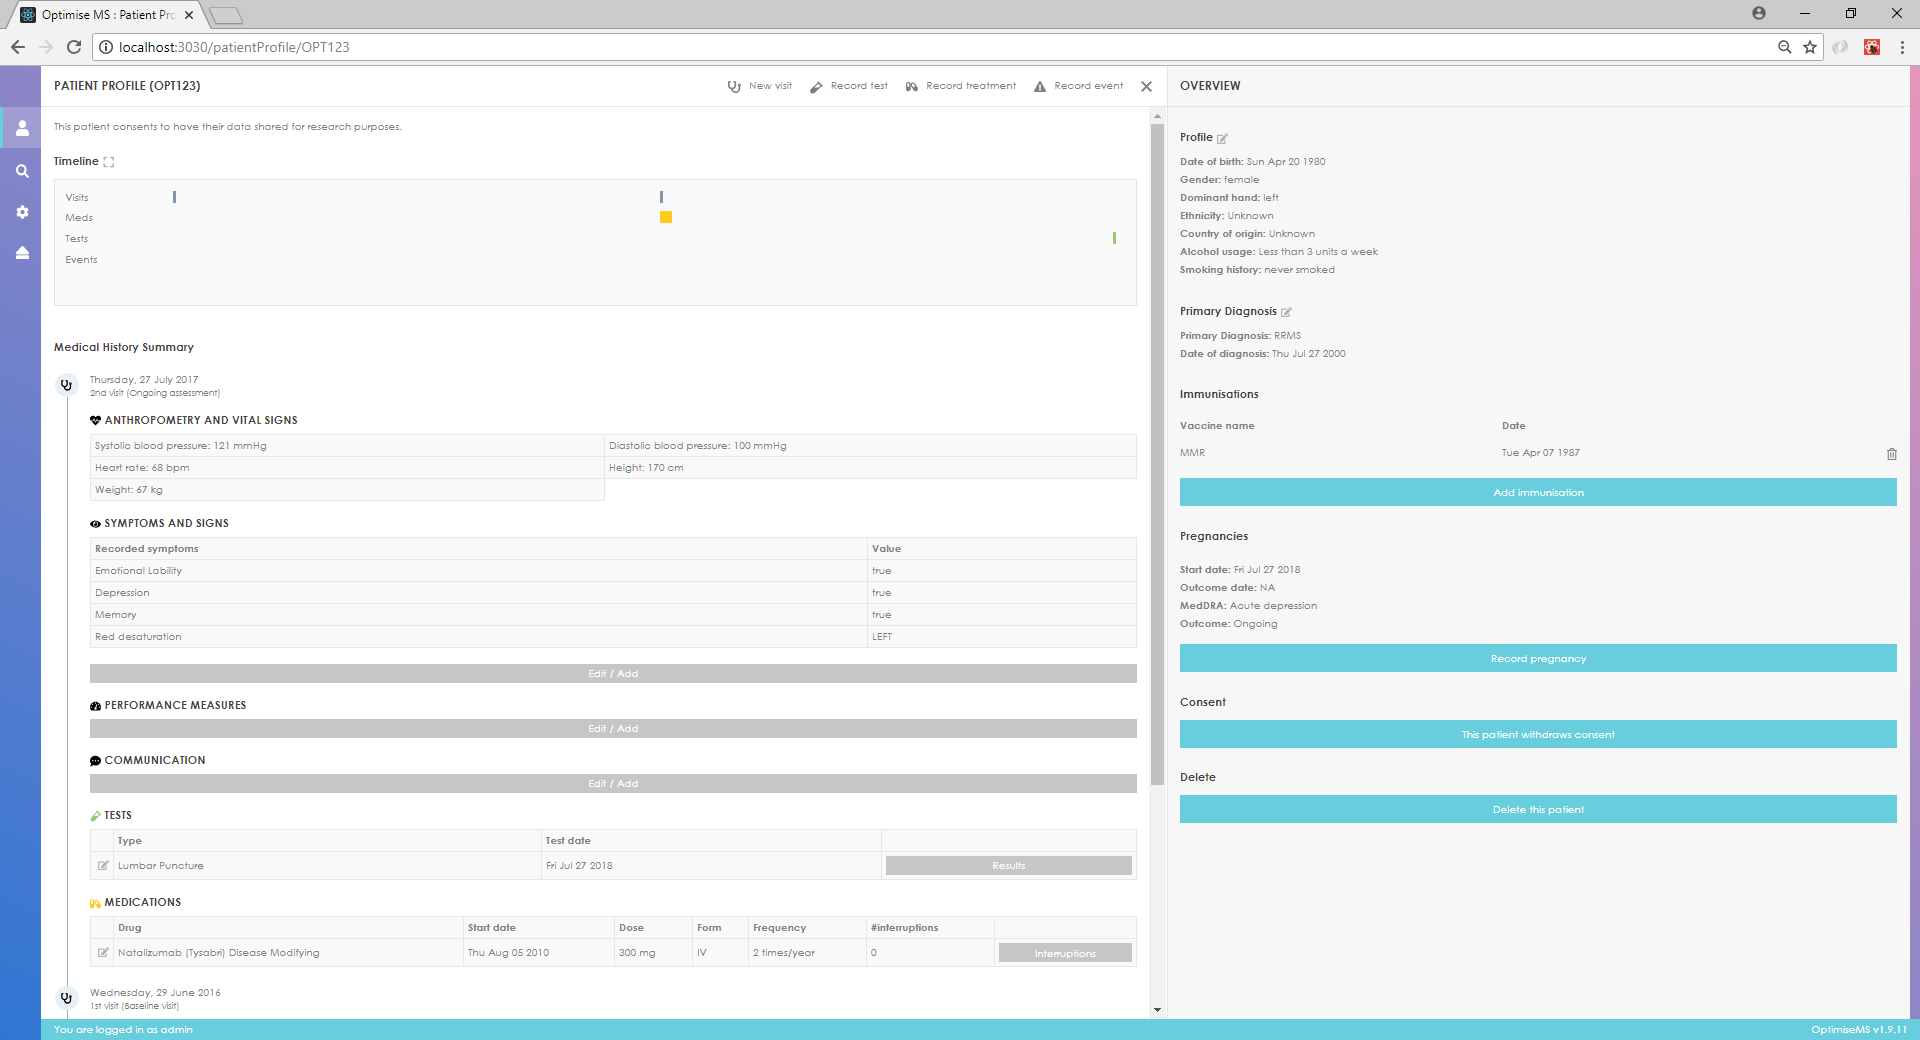 Optimise MS : Patient Pro
localhost:3030/patientProfile/OPT123
PATIENT PROFILE (OPT123)
New visit
Record test
Record treatment
Record event
This patient consents to have their data shared for research purposes.
Timeline
Visits
Meds
Tests
Events
Medical History Summary
Thursday, 27 July 2017
2nd visit (Ongoing assessment)
ANTHROPOMETRY AND VITAL SIGNS
Systolic blood pressure: 121 mmHg Diastolic blood pressure: 100 mmHg
Heart rate: 68 bpm Height: 170 cm
Weight: 67 kg
SYMPTOMS AND SIGNS
Recorded symptoms Value
Emotional Lability true
Depression true
Memory true
Red desaturation LEFT
Edit / Add
PERFORMANCE MEASURES
Edit / Add
COMMUNICATION
Edit / Add
TESTS
Type Test date
Lumbar Puncture Fri Jul 27 2018 Results
MEDICATIONS
Drug Start date Dose Form Frequency #interruptions
Natalizumab (Tysabri) Disease Modifying Thu Aug 05 2010 300 mg IV 2 times/year 0 Interruptions
Wednesday, 29 June 2016
1st visit (Baseline visit)
OVERVIEW
Profile
Date of birth: Sun Apr 20 1980
Gender: female
Dominant hand: left
Ethnicity: Unknown
Country of origin: Unknown
Alcohol usage: Less than 3 units a week
Smoking history: never smoked
Primary Diagnosis
Primary Diagnosis: RRMS
Date of diagnosis: Thu Jul 27 2000
Immunisations
Vaccine name Date
MMR Tue Apr 07 1987
Add immunisation
Pregnancies
Start date: Fri Jul 27 2018
Outcome date: NA
MedDRA: Acute depression
Outcome: Ongoing
Record pregnancy
Consent
This patient withdraws consent
Delete
Delete this patient
You are logged in as admin
OptimiseMS v1.9.11